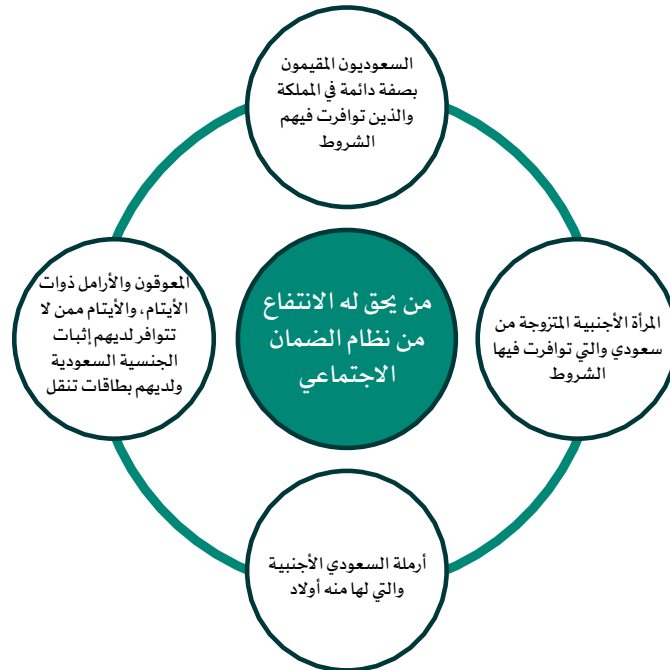 السعوديون المقيمون
بصفة دائمة في المملكة
والذين توافرت فيهم
الشروط
من يحق له الانتفاع
من نظام الضمان
الاجتماعي
المرأة الأجنبية المتزوجة من
سعودي والتي توافرت فيها
الشروط
أرملة السعودي الأجنبية
والتي لها منه أولاد
المعوقون والأرامل ذوات
الأيتام، والأيتام ممن لا
تتوافر لديهم إثبات
الجنسية السعودية
ولديهم بطاقات تنقل